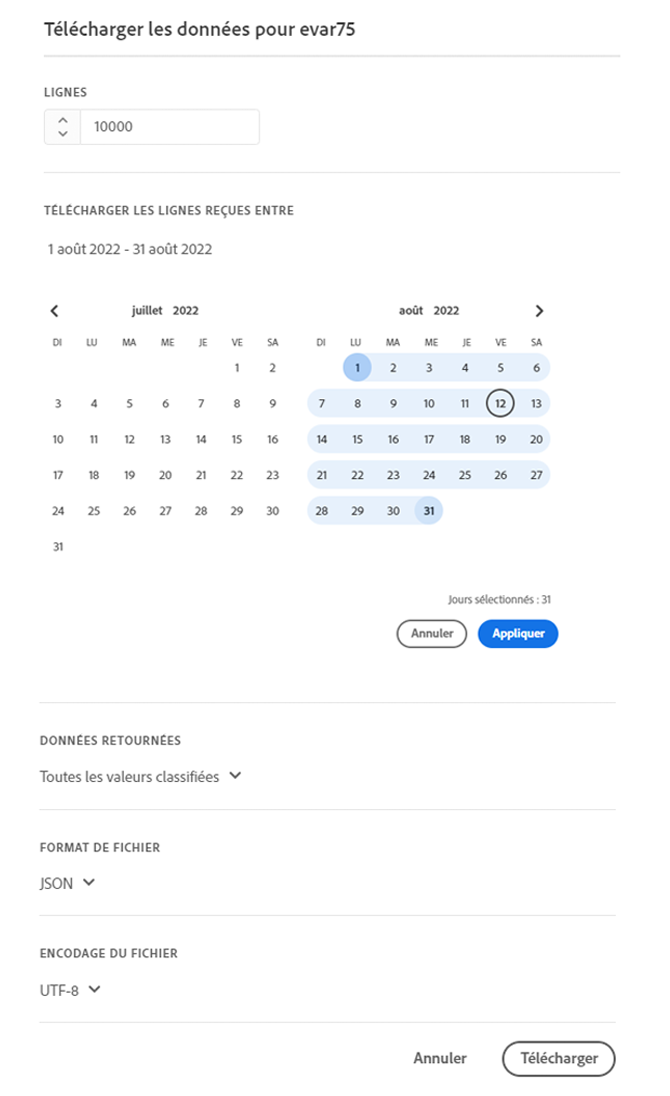 Télécharger les données pour evar75
LIGNES
10000
TÉLÉCHARGER LES LIGNES REÇUES ENTRE
1 août 2022 - 31 août 2022
juillet 2022
DI LU MA ME JE VE SA
1 2
3 4 5 6 7 8 9
10 11 12 13 14 15 16
17 18 19 20 21 22 23
24 25 26 27 28 29 30
31
août 2022
DI LU MA ME JE VE SA
1 2 3 4 5 6
7 8 9 10 11 12 13
14 15 16 17 18 19 20
21 22 23 24 25 26 27
28 29 30 31
Jours sélectionnés : 31
Annuler Appliquer
DONNÉES RETOURNÉES
Toutes les valeurs classifiées
FORMAT DE FICHIER
JSON
ENCODAGE DU FICHIER
UTF-8
Annuler Télécharger